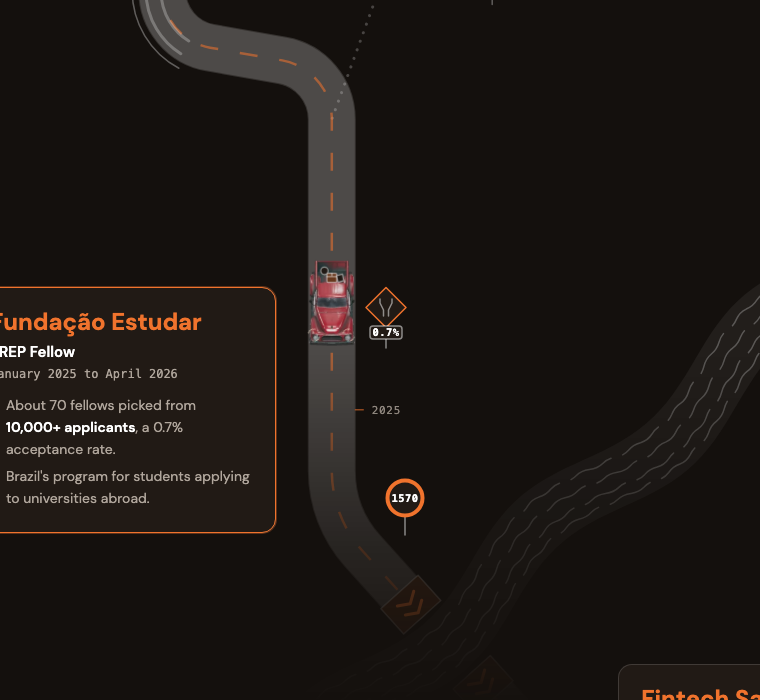 Fundação Estudar
REP Fellow
anuary 2025 to April 2026
About 70 fellows picked from
10,000+ applicants, a 0.7%
acceptance rate.
Brazil's program for students applying
to universities abroad.
0.7%
2025
1570
Fintech Sa